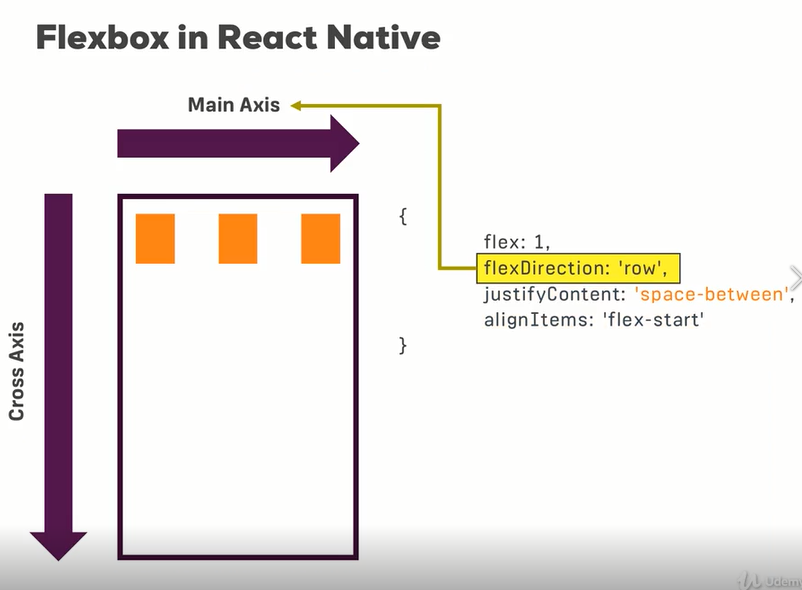 Flexbox in React Native
Main Axis
Cross Axis
{
flex: 1,
flexDirection: 'row',
justifyContent: 'space-between',
alignItems: 'flex-start'
}
Udemy